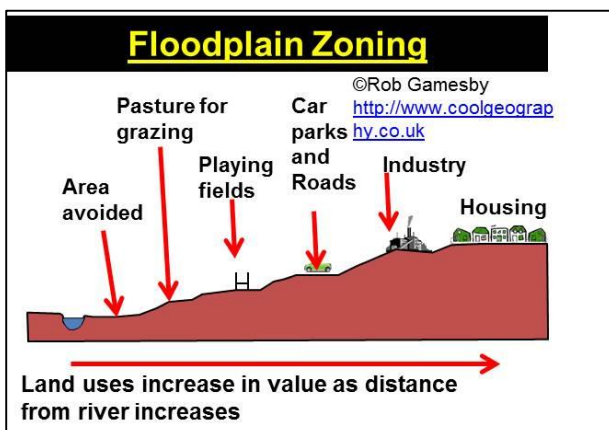 Floodplain Zoning
©Rob Gamesby
http://www.coolgeograp
hy.co.uk
Pasture for
grazing
Car
parks
and
Roads
Playing
fields
Industry
Area
avoided
Housing
Land uses increase in value as distance
from river increases